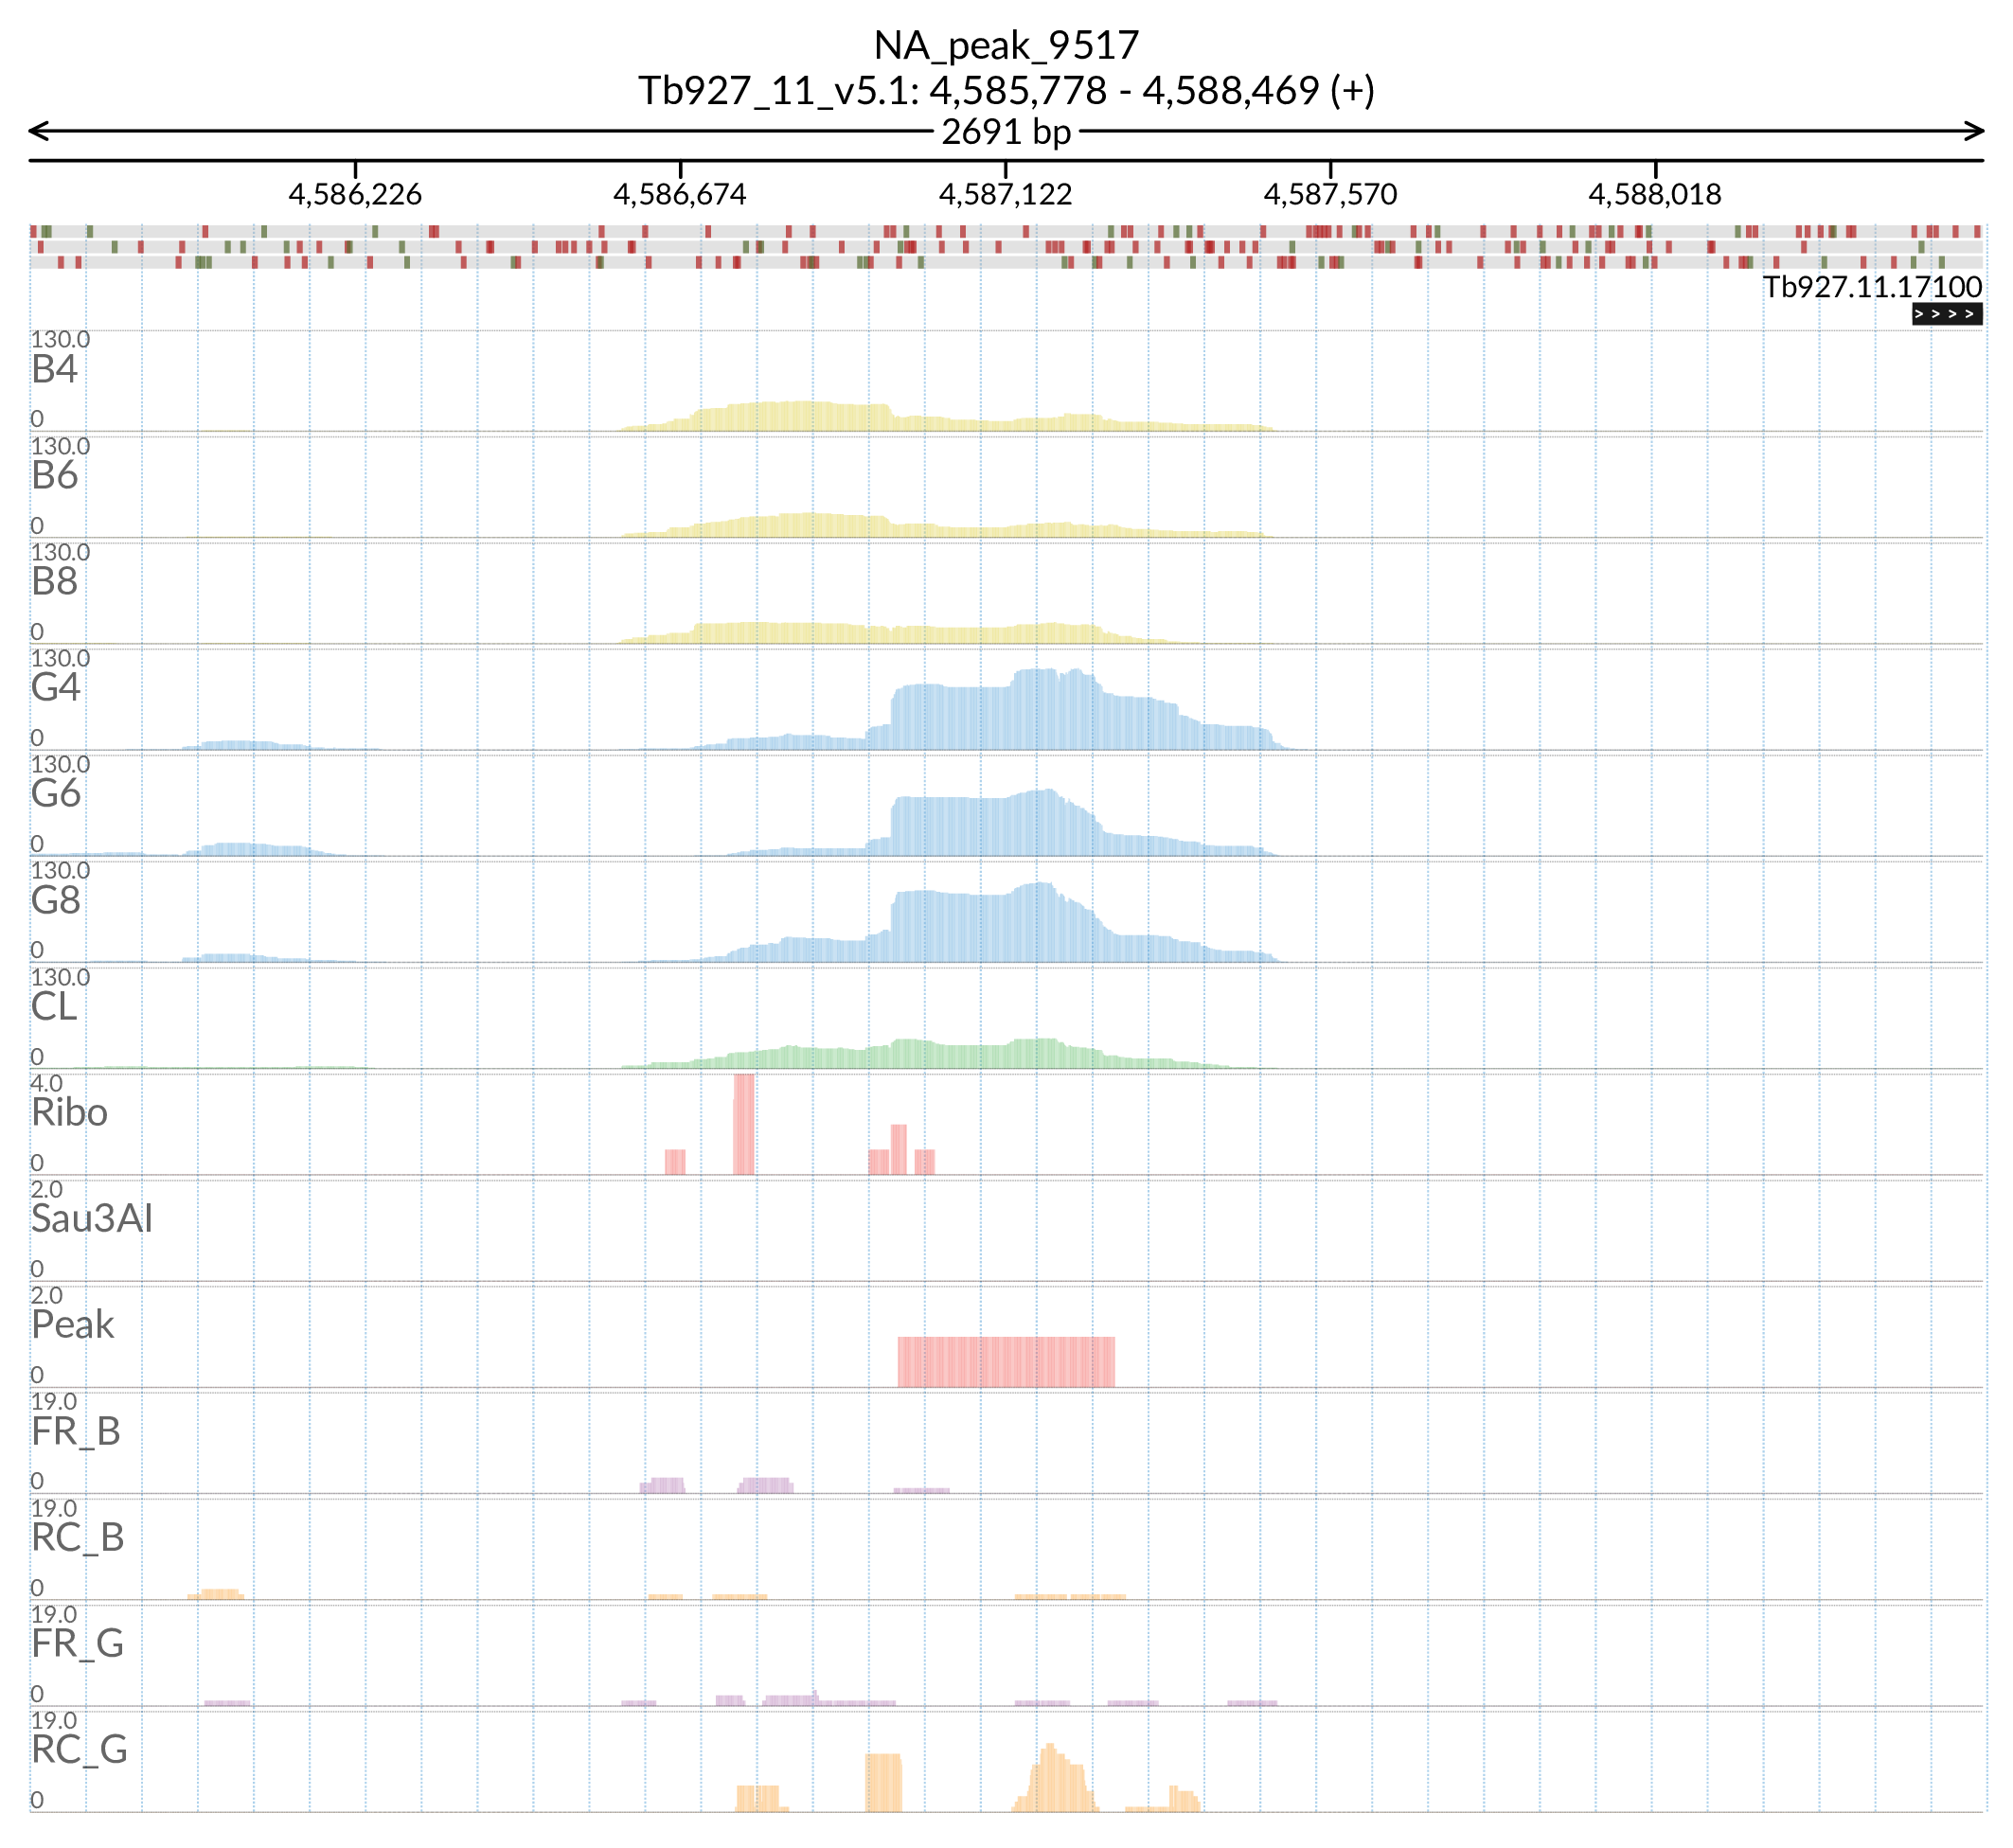 NA_peak_9517
Tb927_11_v5.1: 4,585,778 - 4,588,469 (+)
2691 bp
4,586,226 4,586,674 4,587,122 4,587,570 4,588,018
Tb927.11.17100
> > > >
130.0
B4
0
130.0
B6
0
130.0
B8
0
130.0
G4
0
130.0
G6
0
130.0
G8
0
130.0
CL
0
4.0
Ribo
0
2.0
Sau3AI
0
2.0
Peak
0
19.0
FR_B
0
19.0
RC_B
0
19.0
FR_G
0
19.0
RC_G
0